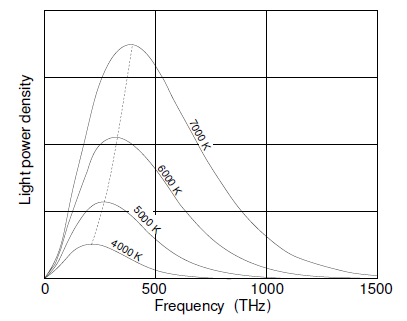 Light power density
7000 K
6000 K
5000 K
4000 K
0 500 1000 1500
Frequency (THz)